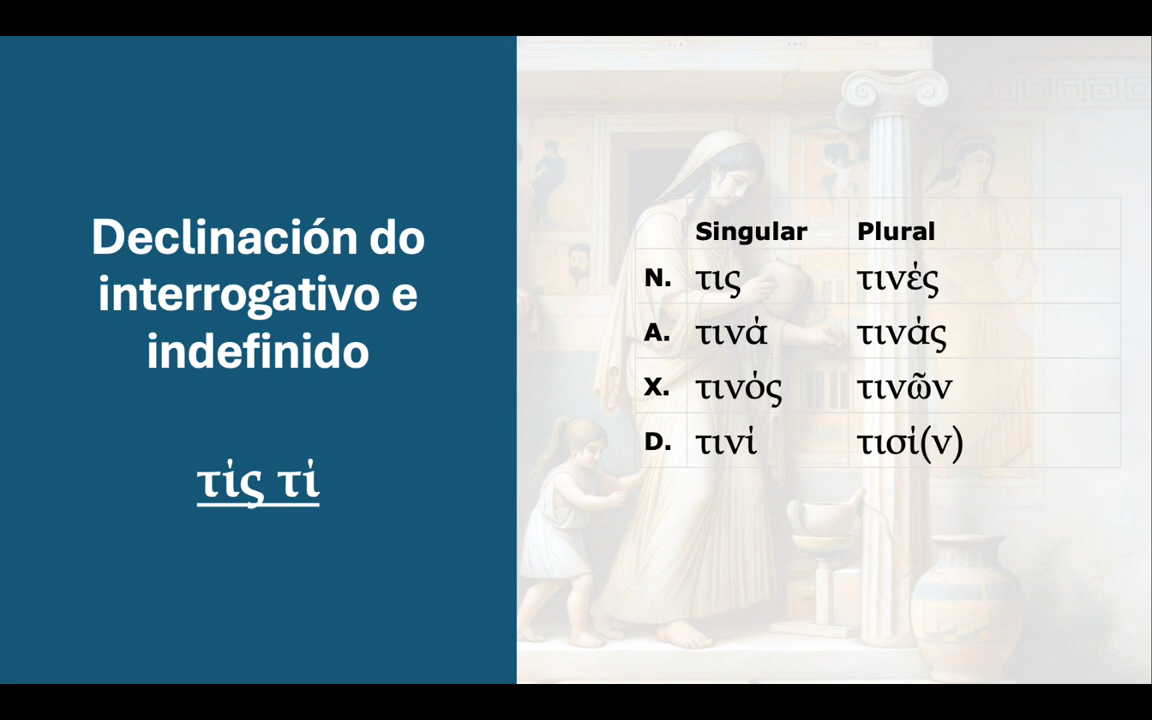 Declinación do
interrogativo e
indefinido
τίς τί
Singular Plural
N. τις τινές
A. τινά τινάς
X. τινός τινῶν
D. τινί τισί(ν)